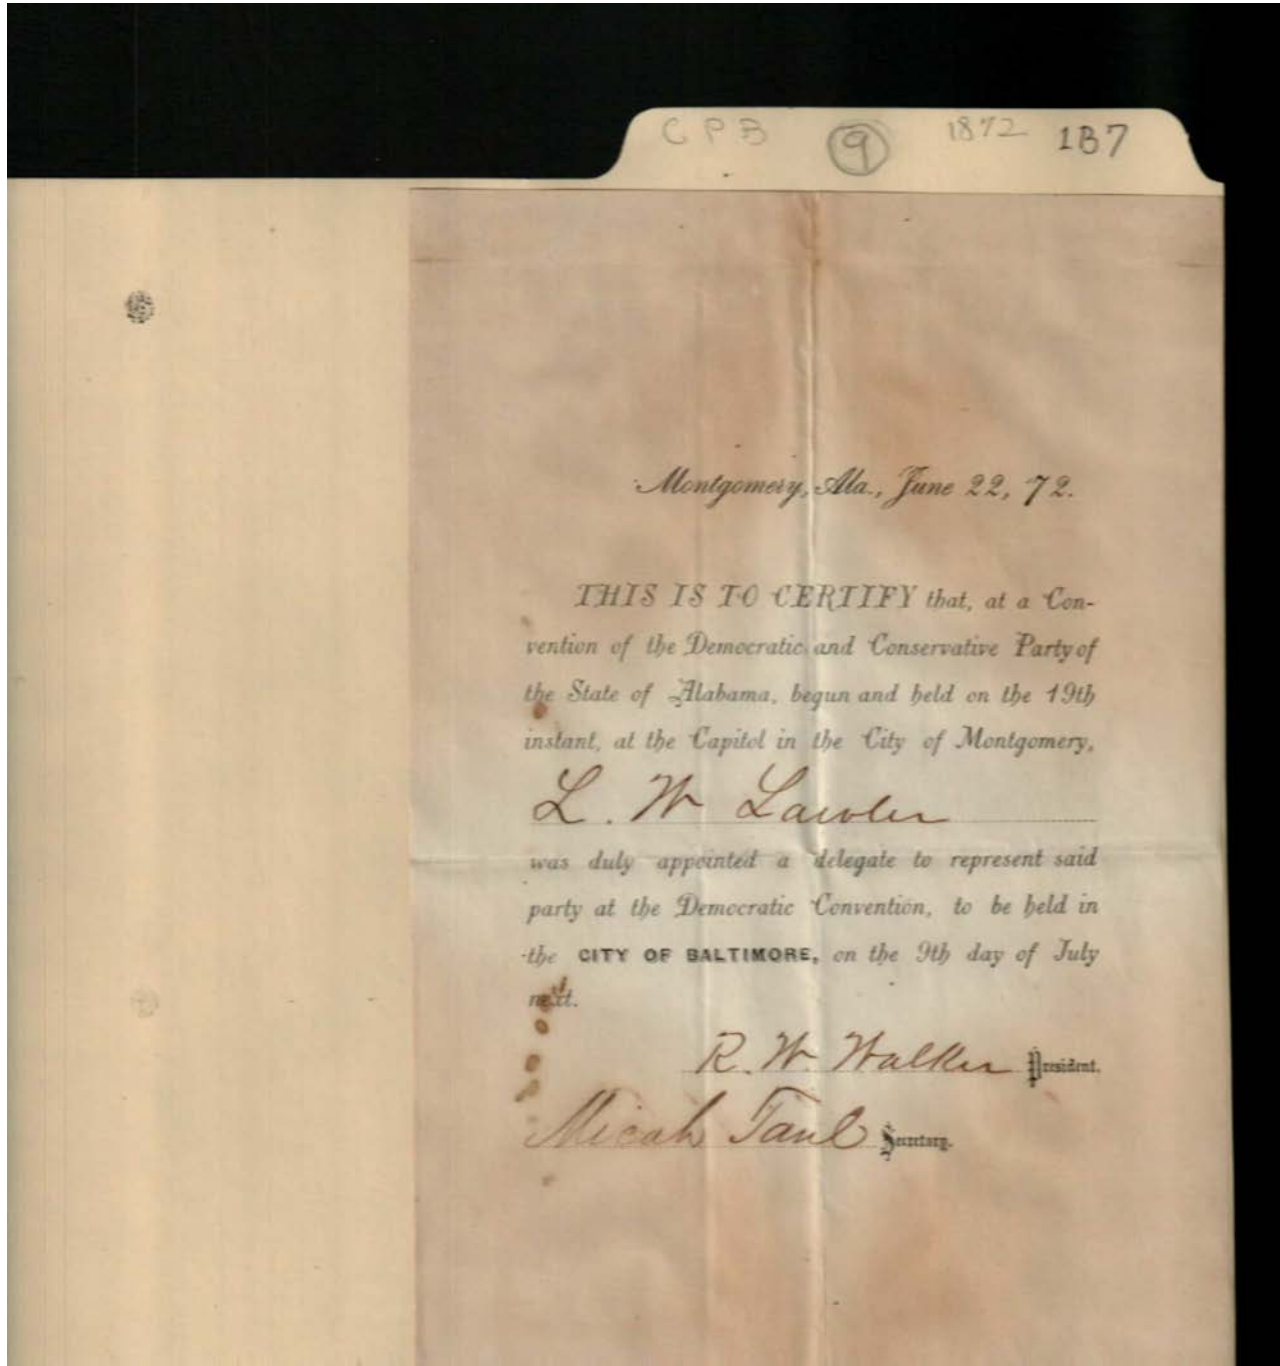 CPB 9 1872 1B7
Montgomery, Ala., June 22, 72.
THIS IS TO CERTIFY that, at a Con-
vention of the Democratic and Conservative Party of
the State of Alabama, begun and held on the 19th
instant, at the Capitol in the City of Montgomery,
L. W Lawler
was duly appointed a delegate to represent said
party at the Democratic Convention, to be held in
the CITY OF BALTIMORE, on the 9th day of July
next.
R. W. Walker President.
Micah Taul Secretary.